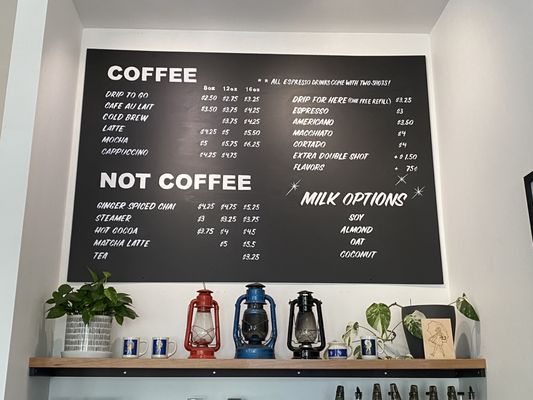 COFFEE
8oz 12oz 16oz
DRIP TO GO $2.50 $2.75 $3.25
CAFE AU LAIT $3.50 $3.75 $4.25
COLD BREW $3.75 $4.25
LATTE $4.25 $5 $5.50
MOCHA $5 $5.75 $6.25
CAPPUCCINO $4.25 $4.75
NOT COFFEE
GINGER SPICED CHAI $4.25 $4.75 $5.25
STEAMER $3 $3.25 $3.75
HOT COCOA $3.75 $4 $4.5
MATCHA LATTE $5 $5.5
TEA $3.25
** ALL ESPRESSO DRINKS COME WITH TWO SHOTS!
DRIP FOR HERE (ONE FREE REFILL) $3.25
ESPRESSO $3
AMERICANO $3.50
MACCHIATO $4
CORTADO $4
EXTRA DOUBLE SHOT + $1.50
FLAVORS + 75¢
MILK OPTIONS
SOY
ALMOND
OAT
COCONUT